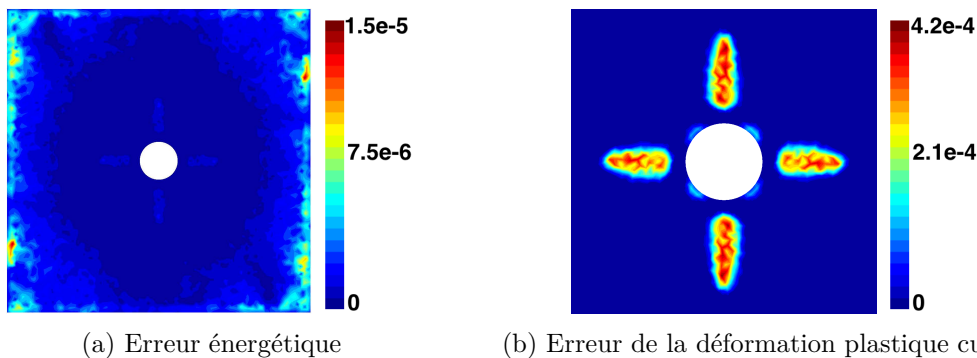 1.5e-5
7.5e-6
0
4.2e-4
2.1e-4
0
(a) Erreur énergétique
(b) Erreur de la déformation plastique cu